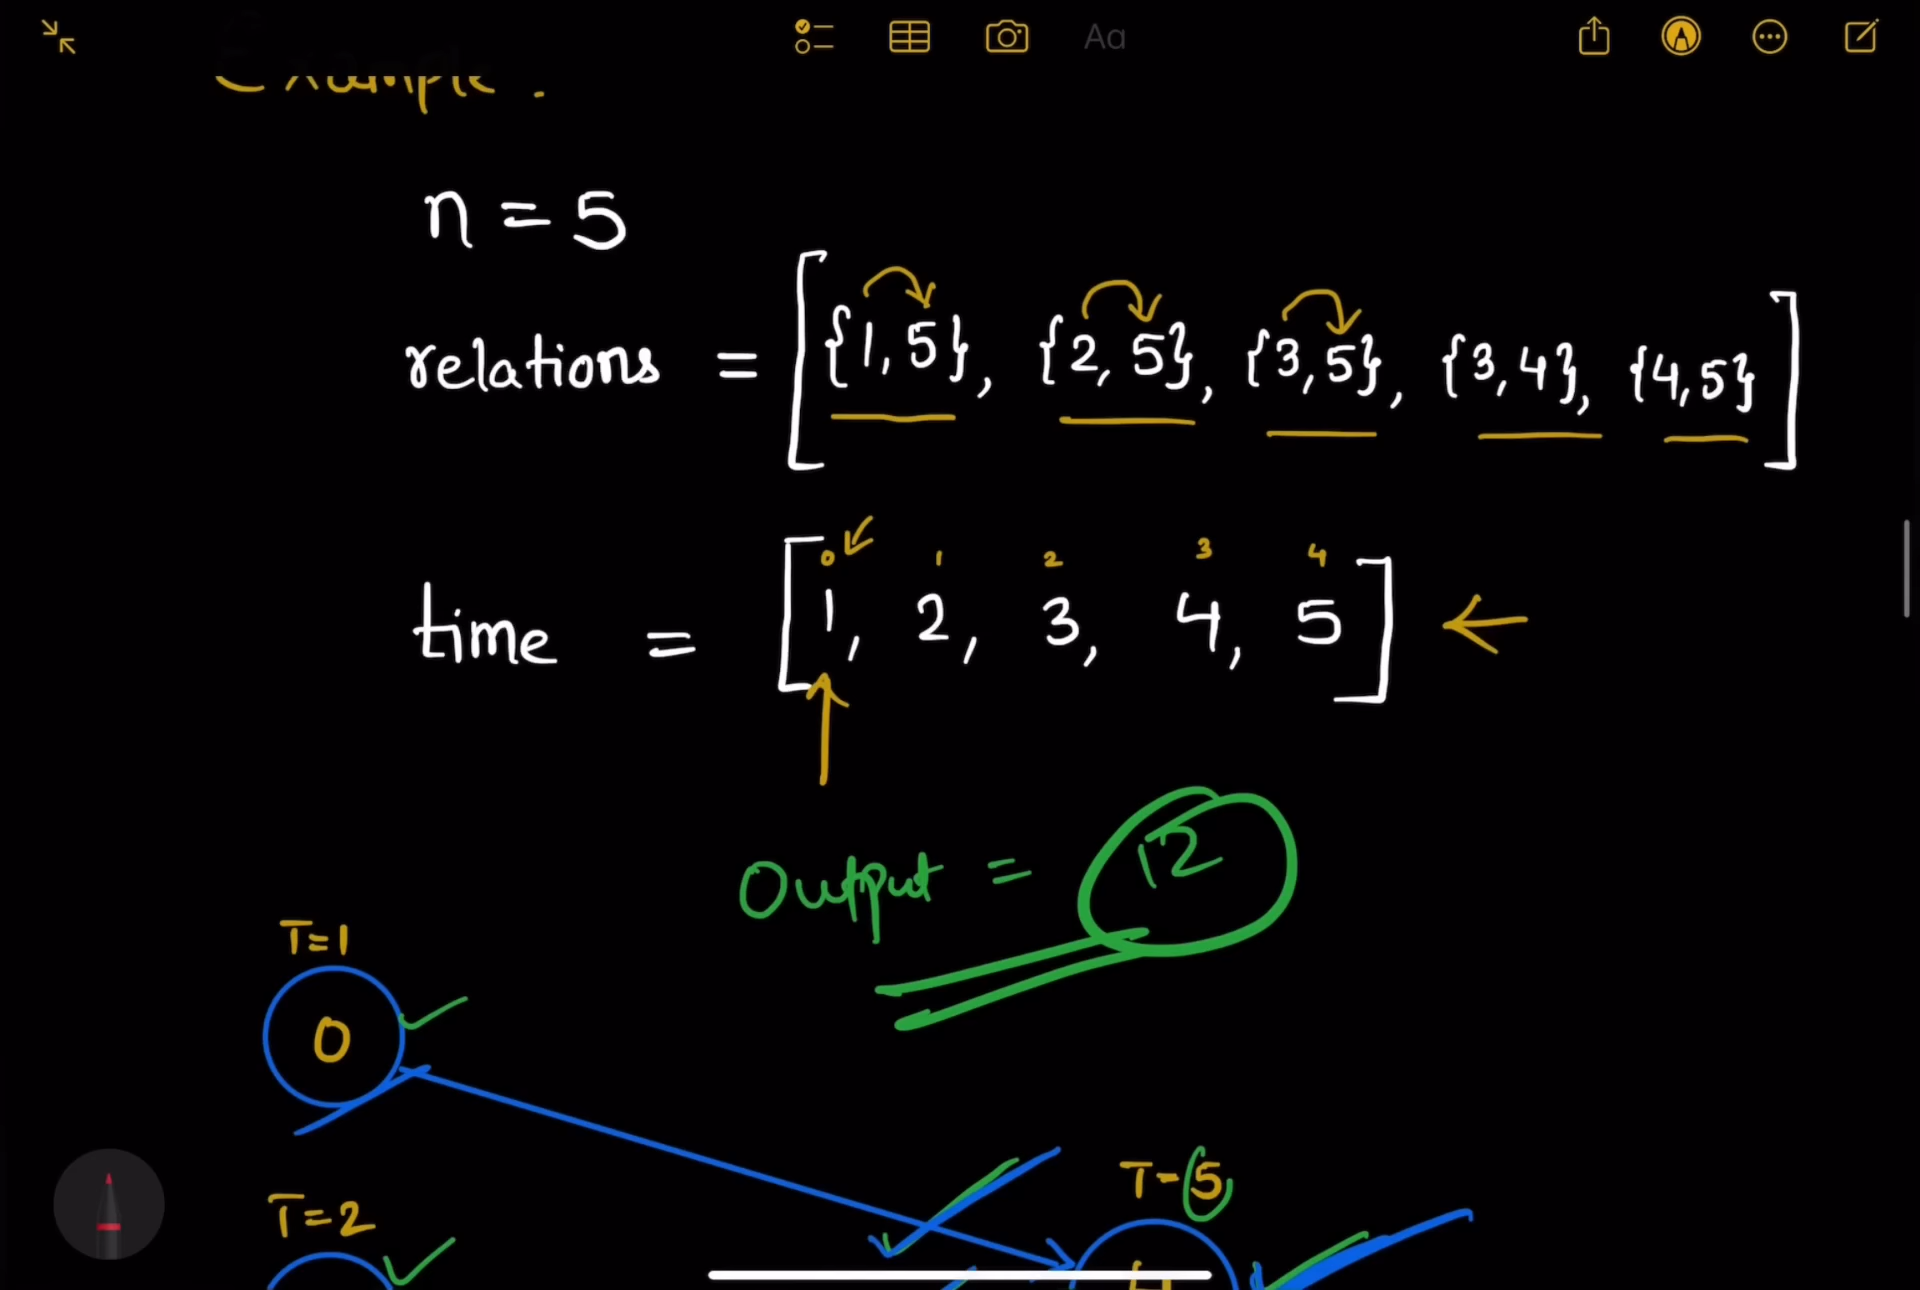 Aa
Example.
n = 5
relations = [{1,5}, {2,5}, {3,5}, {3,4}, {4,5}]
0 1 2 3 4
time = [1, 2, 3, 4, 5]
Output = 12
T=1
0
T-5
T=2